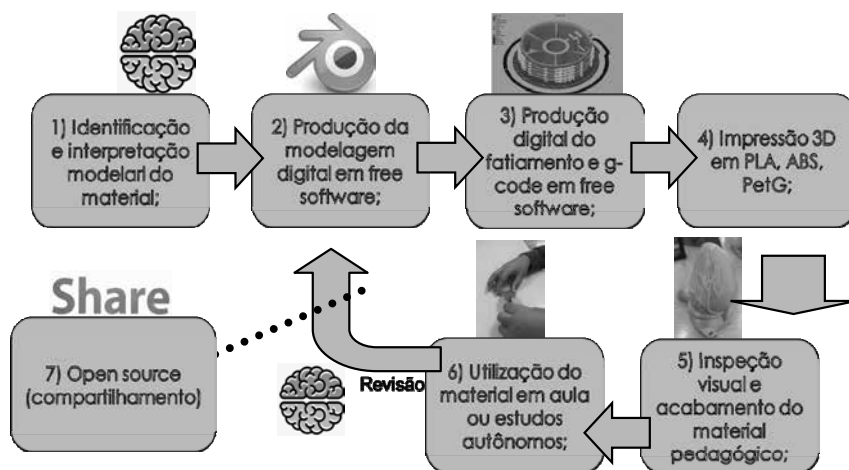 1) Identificação
e interpretação
modelarl do
material;
2) Produção da
modelagem
digital em free
software;
3) Produção
digital do
fatiamento e g-
code em free
software;
4) Impressão 3D
em PLA, ABS,
PetG;
5) Inspeção
visual e
acabamento do
material
pedagógico;
6) Utilização do
material em aula
ou estudos
autônomos;
Revisão
Share
7) Open source
(compartilhamento)